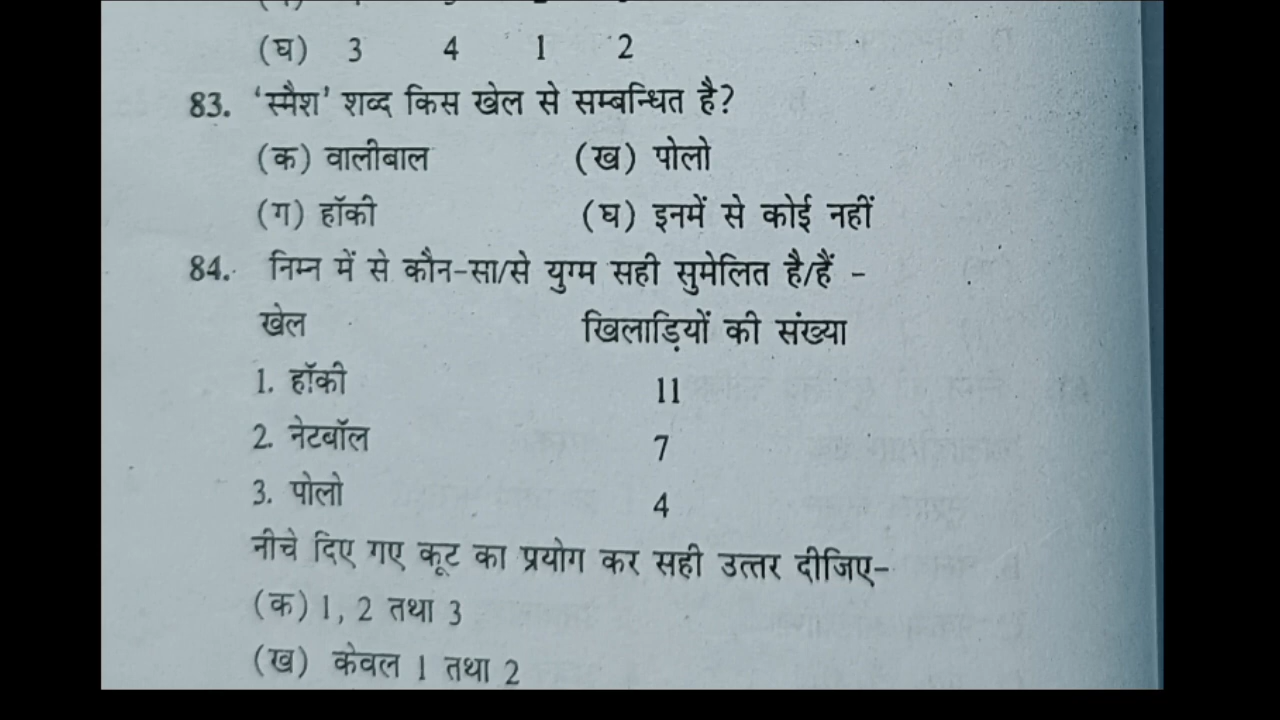 (घ) 3 4 1 2
83. 'स्मैश' शब्द किस खेल से सम्बन्धित है?
(क) वालीबाल (ख) पोलो
(ग) हॉकी (घ) इनमें से कोई नहीं
84. निम्न में से कौन-सा/से युग्म सही सुमेलित है/हैं -
खेल खिलाड़ियों की संख्या
1. हॉकी 11
2. नेटबॉल 7
3. पोलो 4
नीचे दिए गए कूट का प्रयोग कर सही उत्तर दीजिए-
(क) 1, 2 तथा 3
(ख) केवल 1 तथा 2